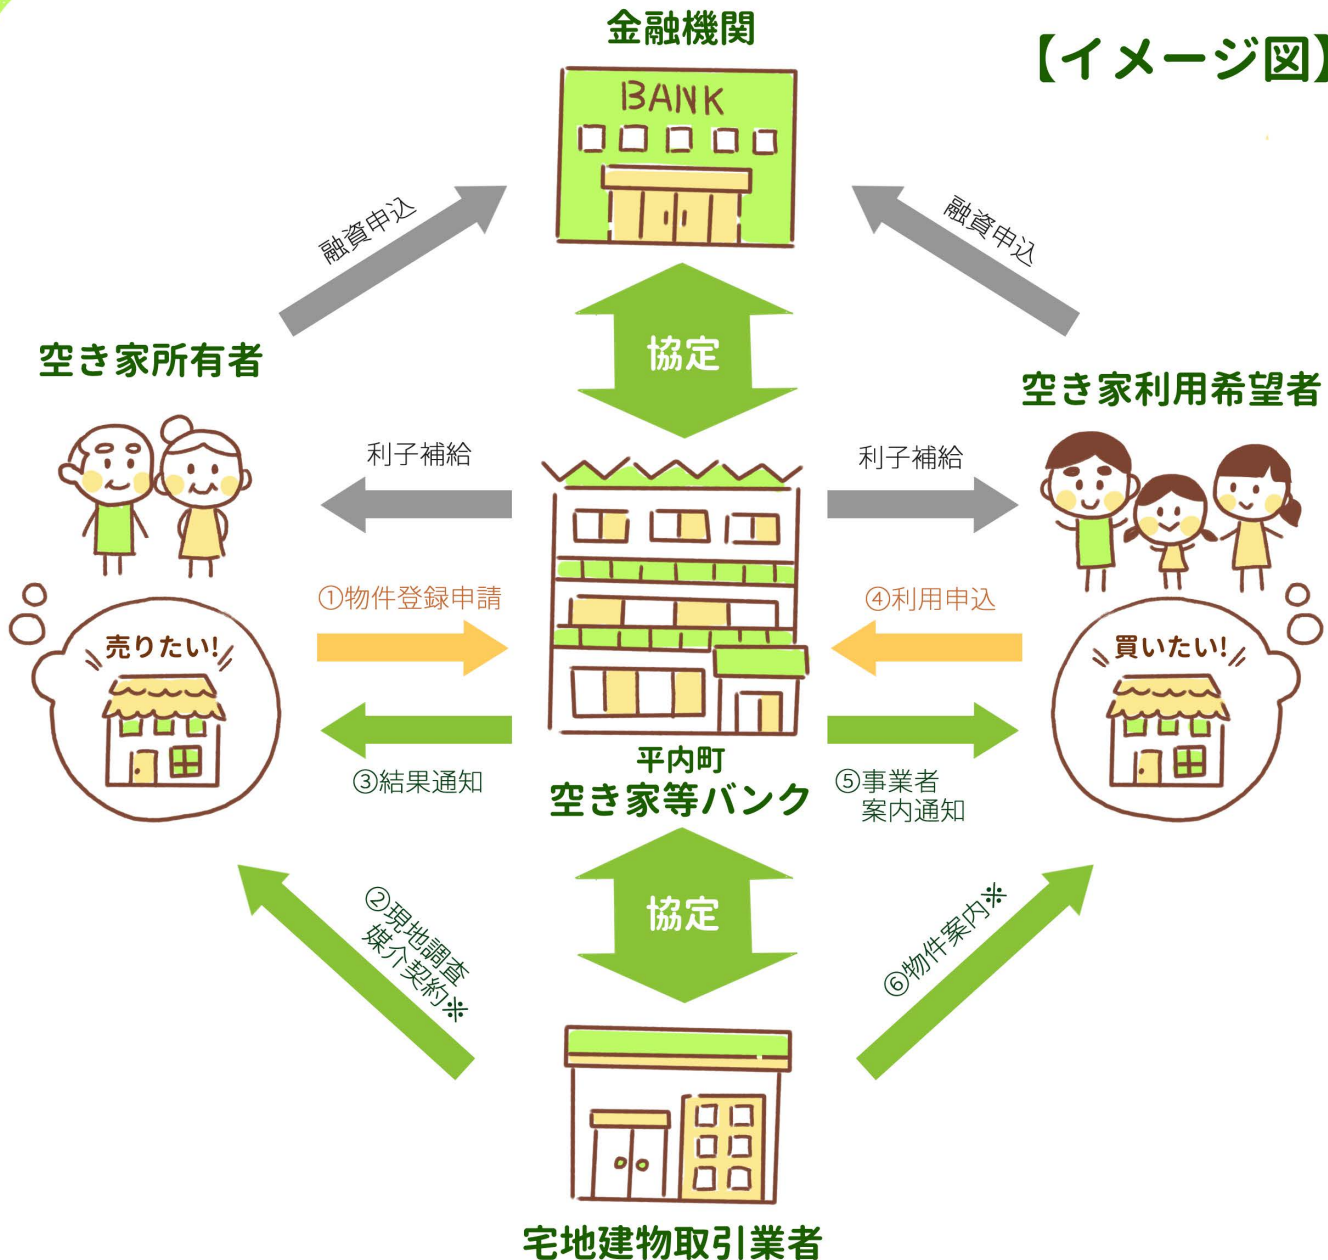 金融機関
【イメージ図】
BANK
融資申込
融資申込
協定
空き家所有者
空き家利用希望者
利子補給
利子補給
①物件登録申請
④利用申込
売りたい!
買いたい!
③結果通知
平内町
空き家等バンク
⑤事業者
案内通知
②現地調査
媒介契約※
協定
⑥物件案内※
宅地建物取引業者